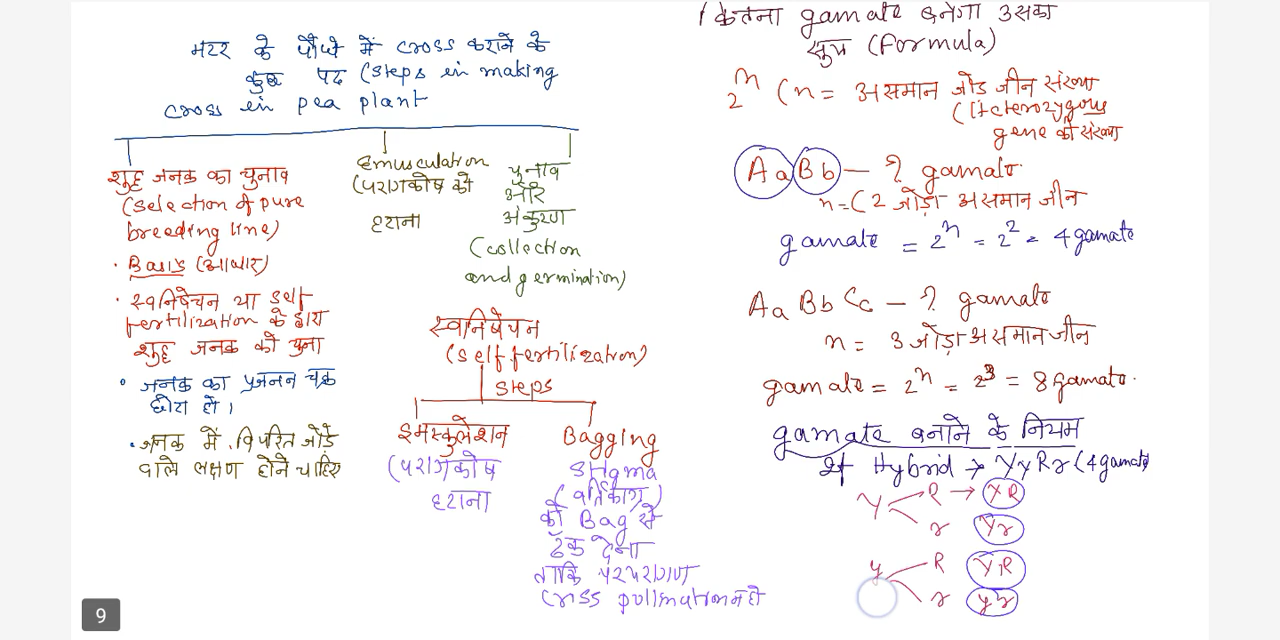 मटर के पौधे में cross कराने के
कुछ पद (steps in making
cross in pea plant
शुद्ध जनक का चुनाव
(selection of pure
breeding line)
· Basis (आधार)
· स्वनिषेचन या self
fertilization के द्वारा
शुद्ध जनक को चुना
· जनक का प्रजनन चक्र
छोटा हो।
· जनक में विपरित जोडे
वाले लक्षण होने चाहिए
Emusculation
(परागकोष को
हटाना
चुनाव
और
अंकुरण
(collection
and germination)
स्वनिषेचन
(self fertilization)
steps
इमस्कुलेशन
(परागकोष
हटाना
Bagging
stigma
(वर्तिकाग्र)
को Bag से
ढँक देना
ताकि परपरागण
cross pollination न हो
कितना gamate बनेगा उसका
सुत्र (Formula)
2ⁿ (n = असमान जोड जीन संख्या
(Heterozygous
gene की संख्या
AaBb - ? gamate
n = (2 जोड़ा असमान जीन
gamate = 2ⁿ = 2² = 4 gamate
AaBbCc - ? gamate
n = 3 जोड़ा असमान जीन
gamate = 2ⁿ = 2³ = 8 gamate.
gamate बनाने के नियम
If Hybrid → YyRr (4 gamate)
Y R → YR
r Yr
y R YR
r yr
9